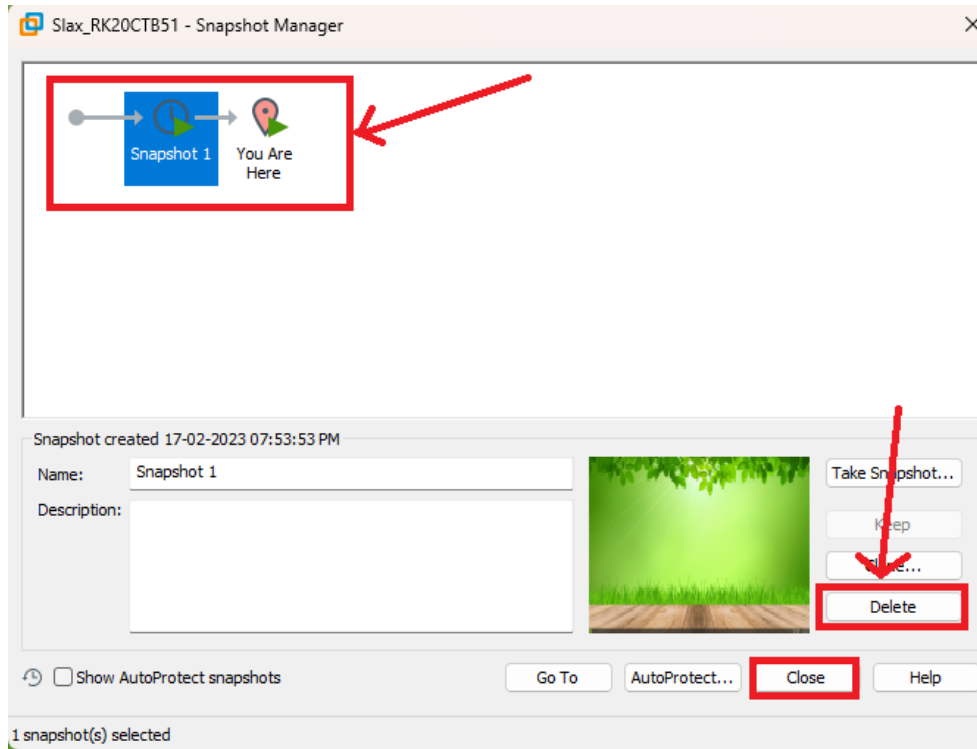 Slax_RK20CTB51 - Snapshot Manager
Snapshot 1
You Are
Here
Snapshot created 17-02-2023 07:53:53 PM
Name:
Snapshot 1
Take Snapshot...
Description:
Keep
Clone...
Delete
Show AutoProtect snapshots
Go To
AutoProtect...
Close
Help
1 snapshot(s) selected